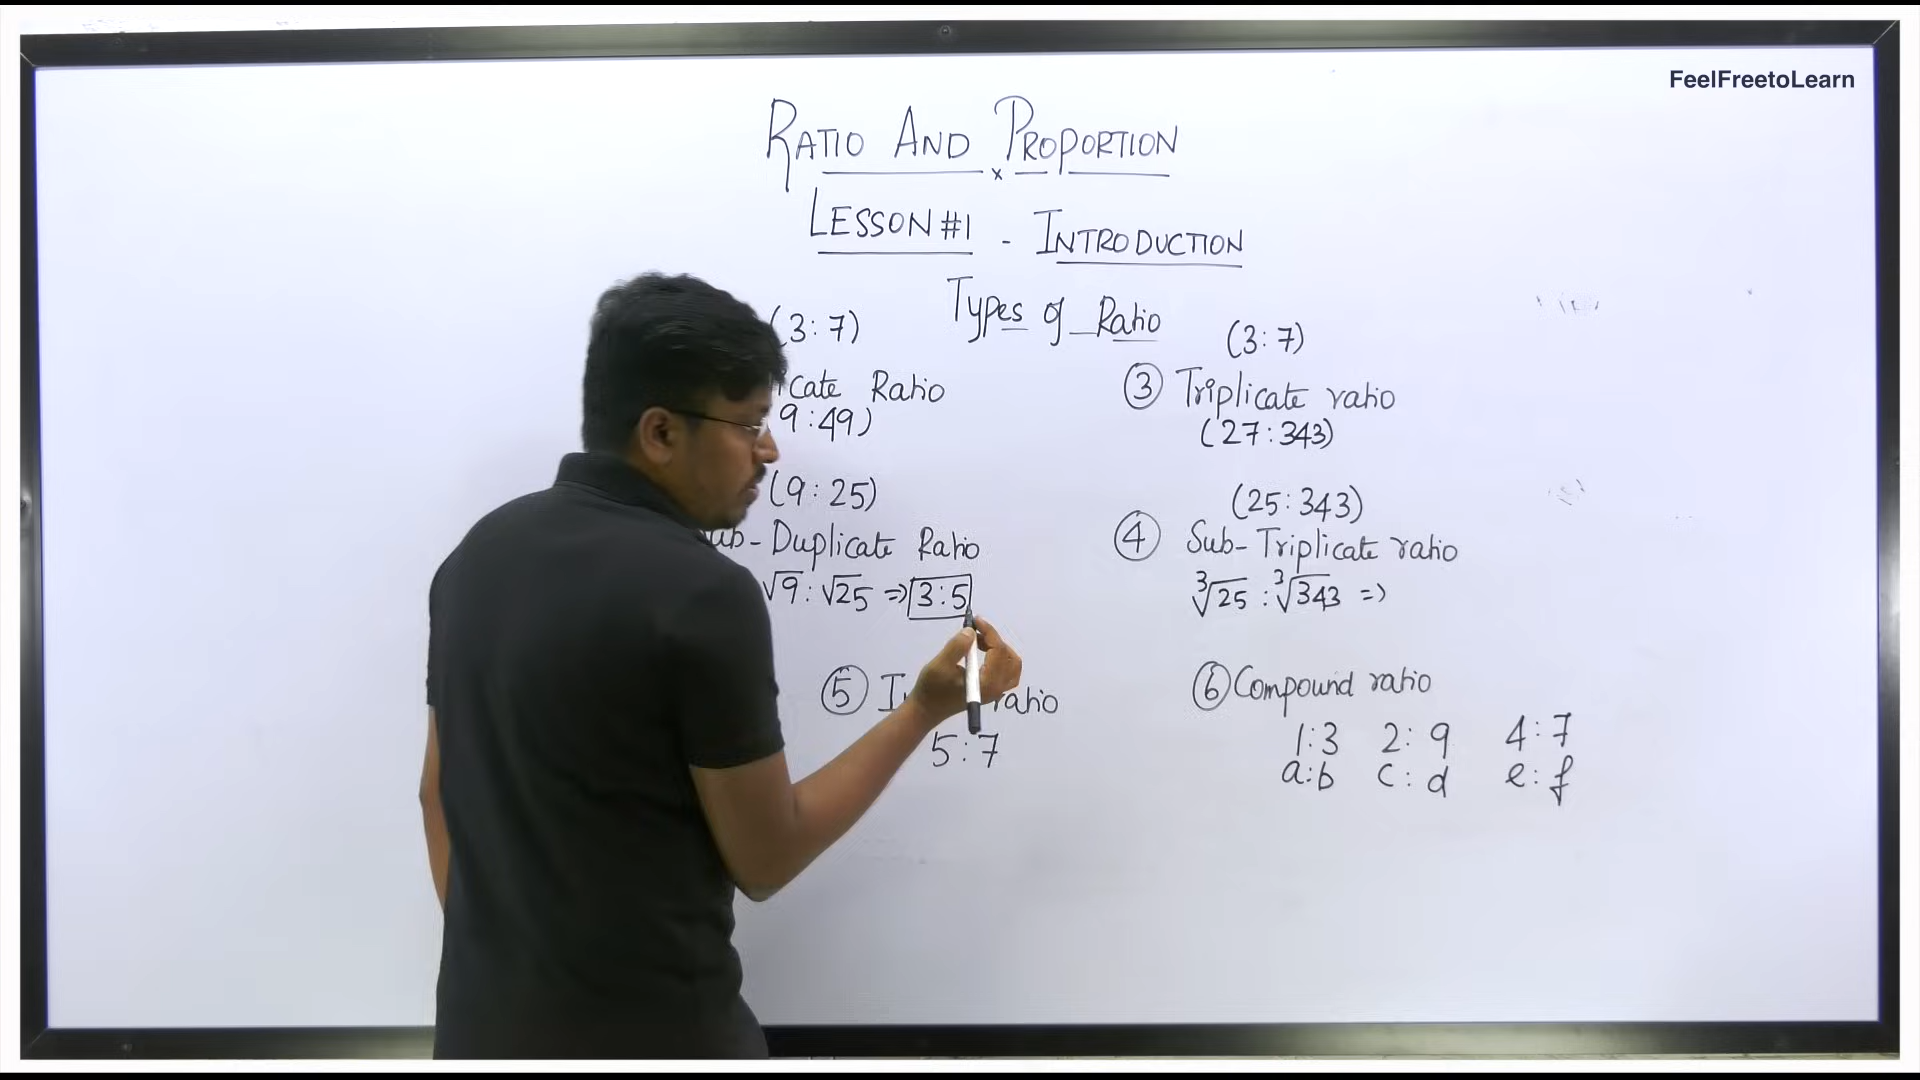 FeelFreetoLearn
RATIO AND PROPORTION
x
LESSON #1 - INTRODUCTION
Types of Ratio
(3:7)
Ratio
9:49)
(9:25)
- Duplicate Ratio
√9 : √25 => 3:5
(3:7)
③ Triplicate ratio
(27:343)
(25:343)
④ Sub-Triplicate ratio
∛25 : ∛343 =>
⑤ ratio
5:7
⑥ Compound ratio
1:3 2:9 4:7
a:b c:d e:f